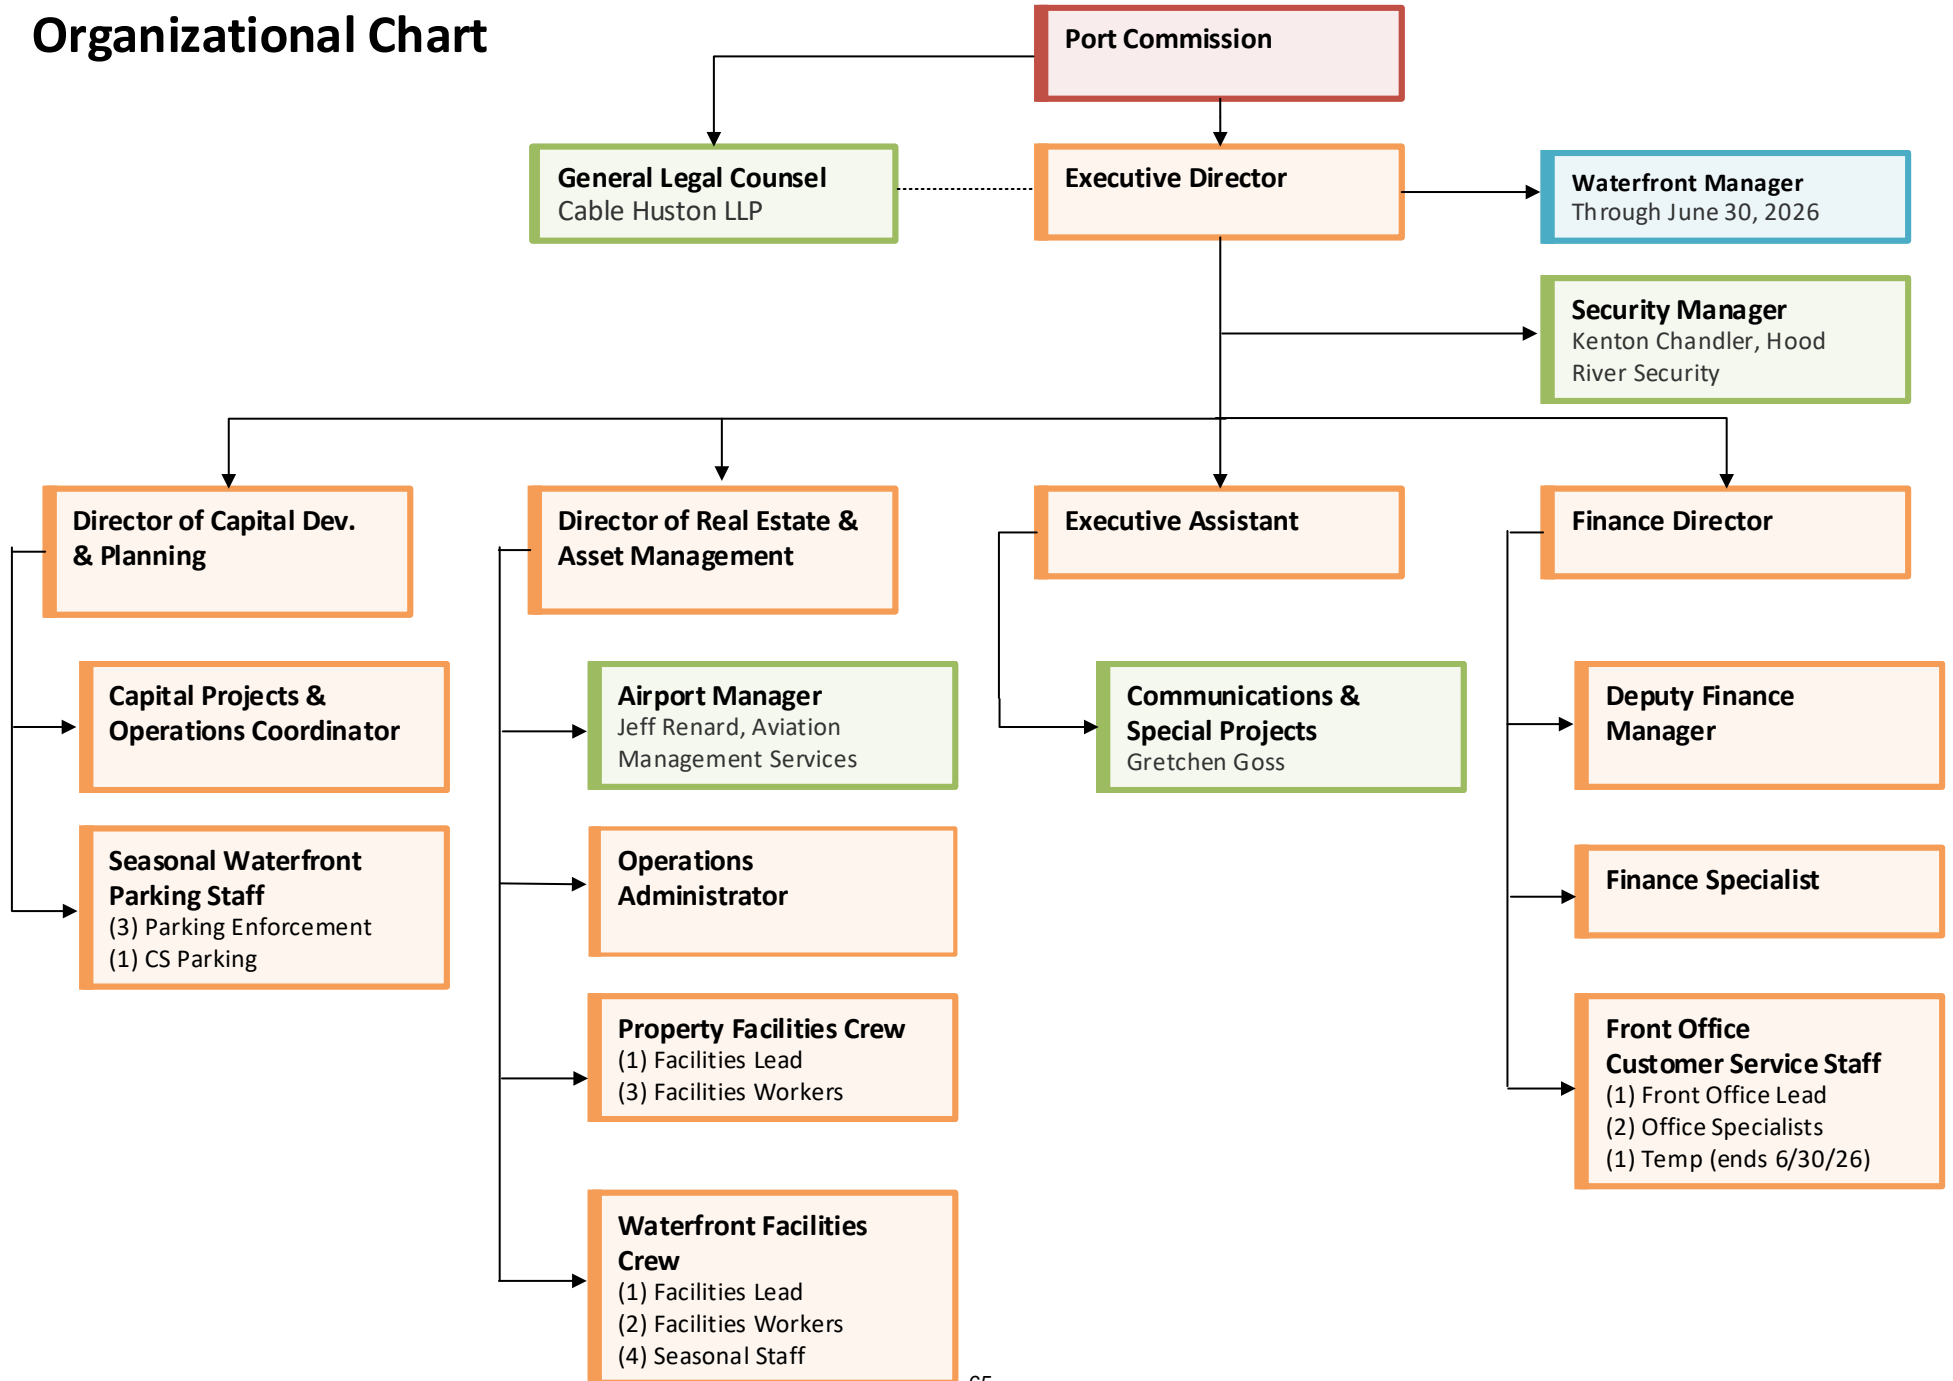 Organizational Chart
Port Commission
General Legal Counsel
Cable Huston LLP
Executive Director
Waterfront Manager
Through June 30, 2026
Security Manager
Kenton Chandler, Hood
River Security
Director of Capital Dev.
& Planning
Director of Real Estate &
Asset Management
Executive Assistant
Finance Director
Capital Projects &
Operations Coordinator
Seasonal Waterfront
Parking Staff
(3) Parking Enforcement
(1) CS Parking
Airport Manager
Jeff Renard, Aviation
Management Services
Operations
Administrator
Property Facilities Crew
(1) Facilities Lead
(3) Facilities Workers
Waterfront Facilities
Crew
(1) Facilities Lead
(2) Facilities Workers
(4) Seasonal Staff
Communications &
Special Projects
Gretchen Goss
Deputy Finance
Manager
Finance Specialist
Front Office
Customer Service Staff
(1) Front Office Lead
(2) Office Specialists
(1) Temp (ends 6/30/26)